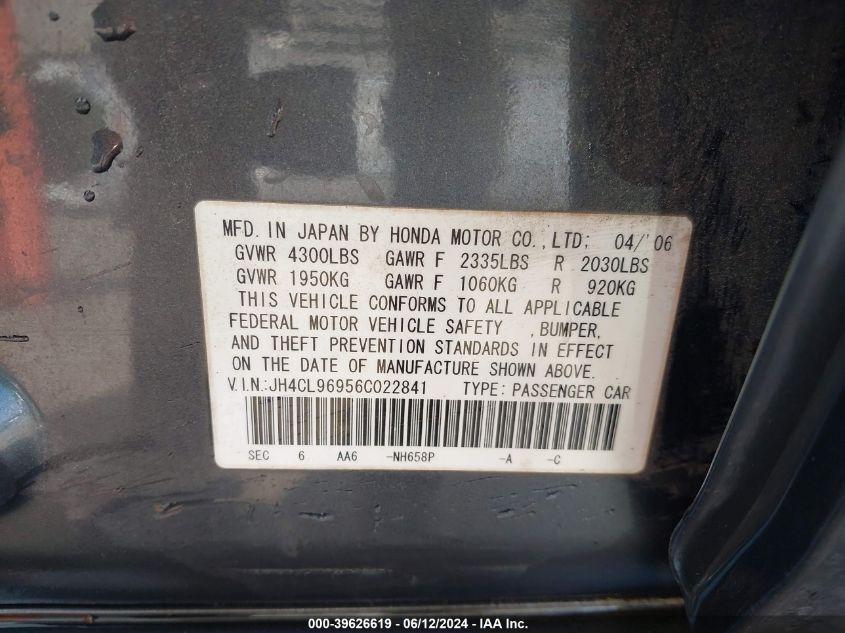 MFD. IN JAPAN BY HONDA MOTOR CO., LTD; 04/'06
GVWR 4300LBS GAWR F 2335LBS R 2030LBS
GVWR 1950KG GAWR F 1060KG R 920KG
THIS VEHICLE CONFORMS TO ALL APPLICABLE
FEDERAL MOTOR VEHICLE SAFETY ,BUMPER,
AND THEFT PREVENTION STANDARDS IN EFFECT
ON THE DATE OF MANUFACTURE SHOWN ABOVE.
V.I.N.:JH4CL96956C022841 TYPE: PASSENGER CAR
SEC 6 AA6 -NH658P -A -C
000-39626619 - 06/12/2024 - IAA Inc.